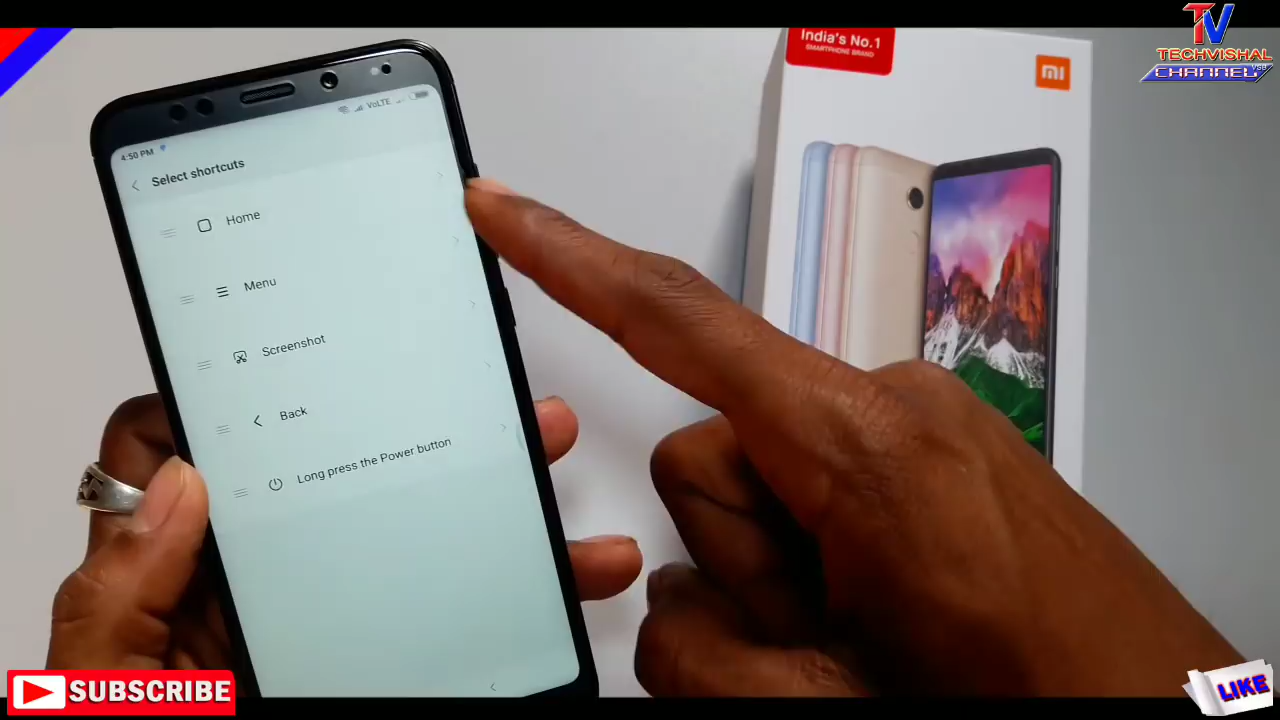 India's No.1
SMARTPHONE BRAND
mi
TV
TECHVISHAL
CHANNEL
VSB
4:50 PM
VoLTE
Select shortcuts
Home
Menu
Screenshot
Back
Long press the Power button
SUBSCRIBE
LIKE